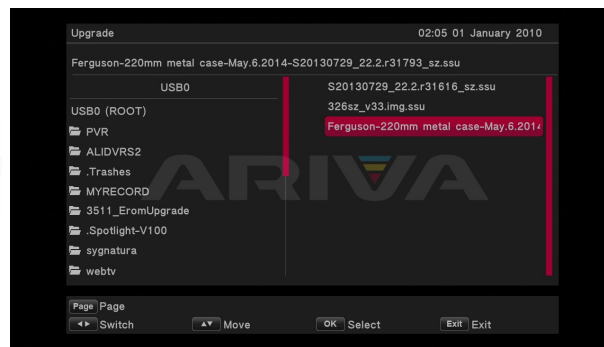 Upgrade 02:05 01 January 2010
Ferguson-220mm metal case-May.6.2014-S20130729_22.2.r31793_sz.ssu
USB0
USB0 (ROOT)
PVR
ALIDVRS2
.Trashes
MYRECORD
3511_EromUpgrade
.Spotlight-V100
sygnatura
webtv
S20130729_22.2.r31616_sz.ssu
326sz_v33.img.ssu
Ferguson-220mm metal case-May.6.2014
ARIVA
Page Page
Switch Move OK Select Exit Exit